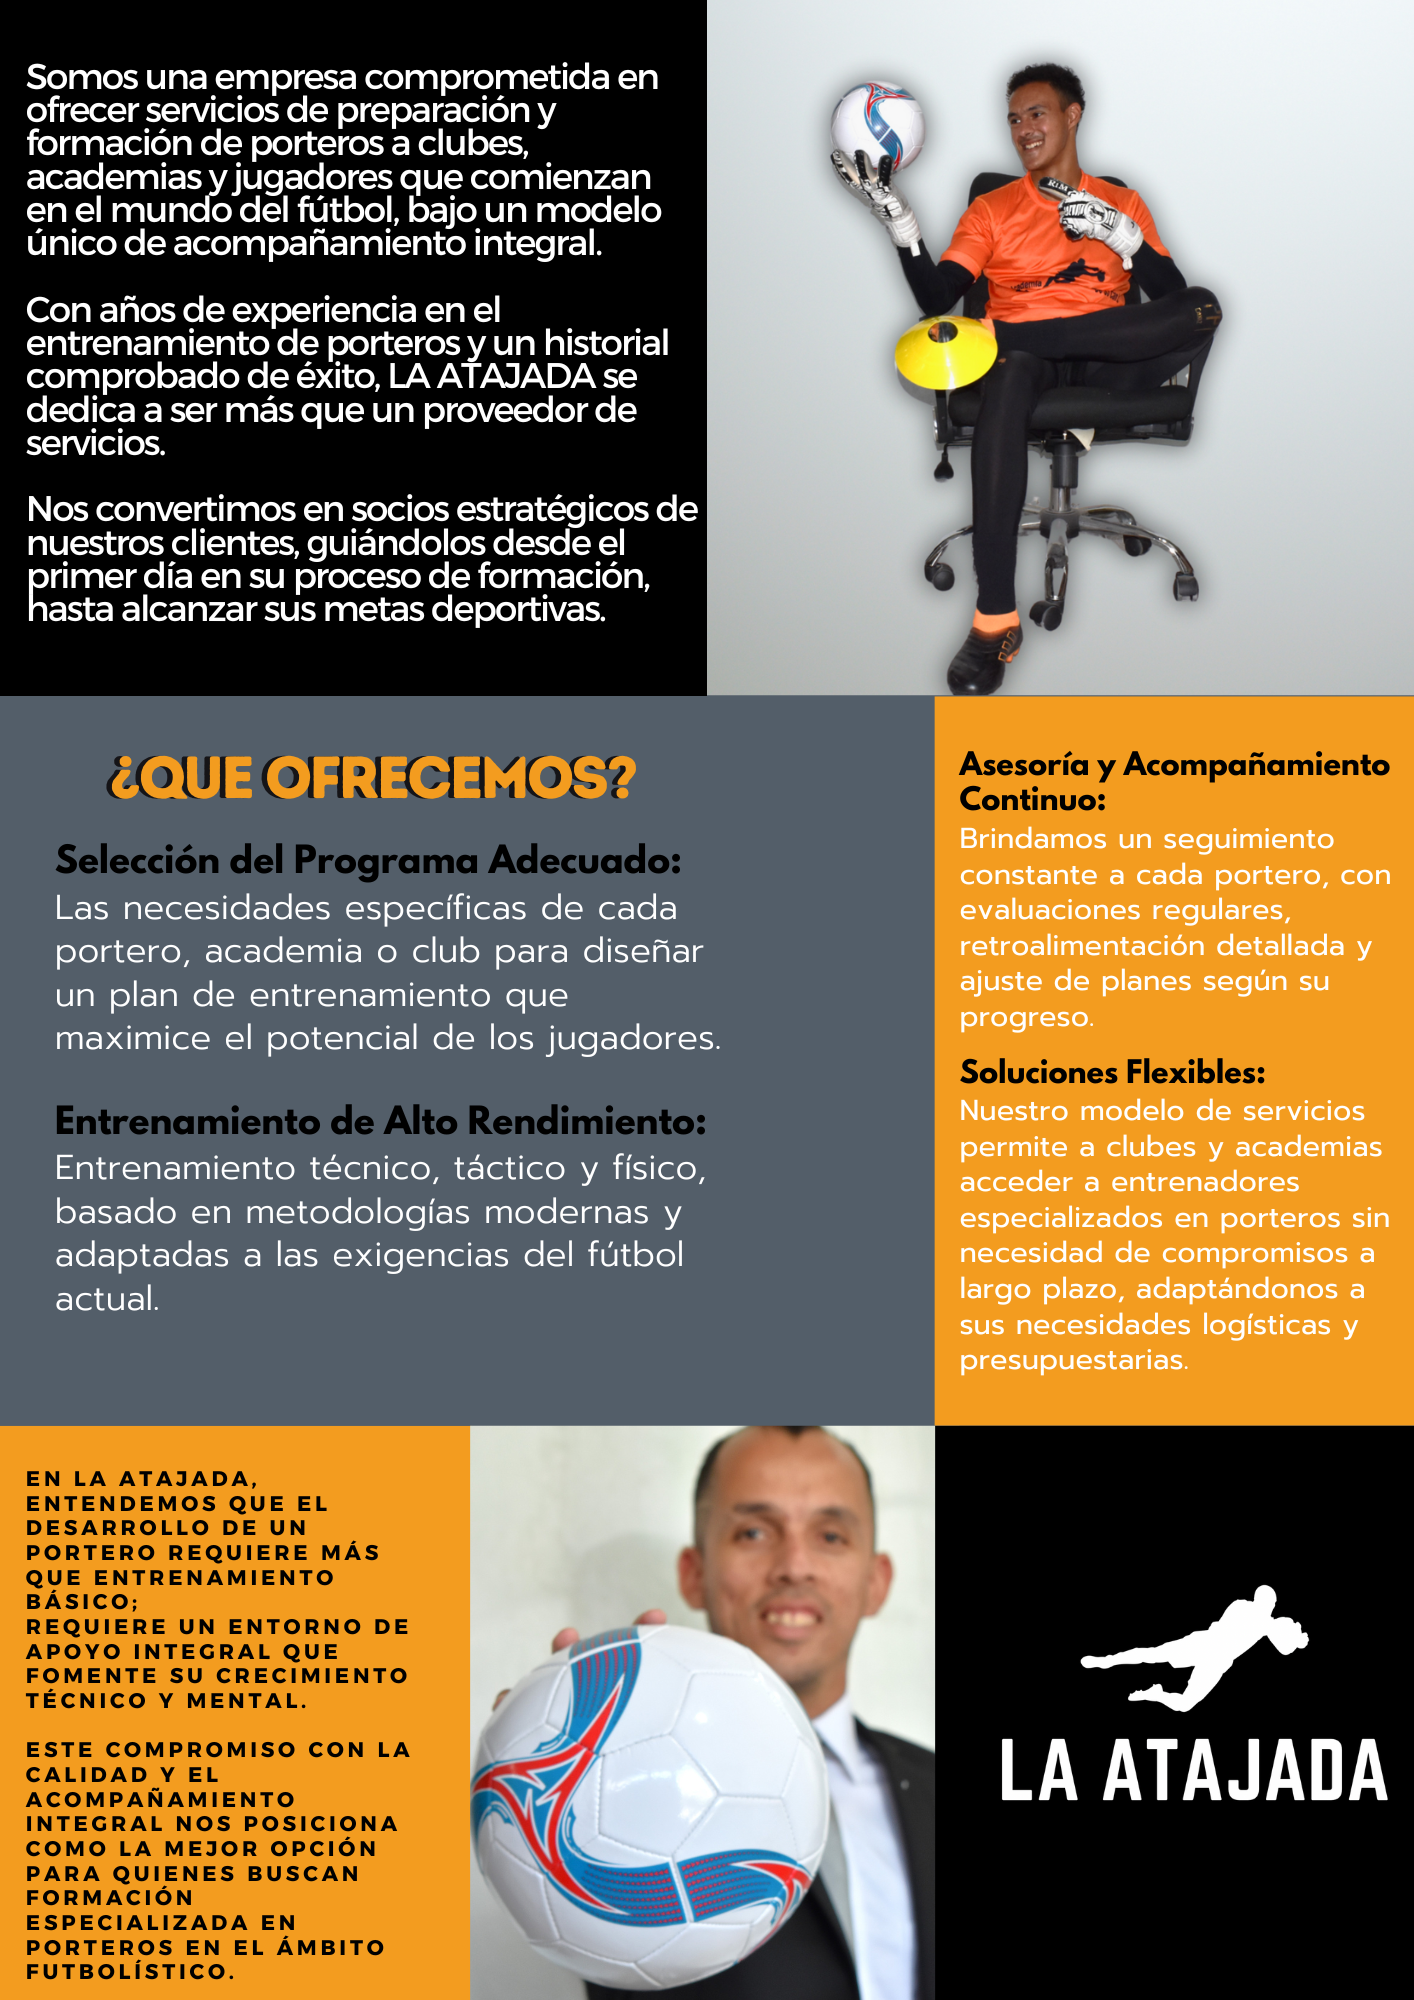 Somos una empresa comprometida en
ofrecer servicios de preparación y
formación de porteros a clubes,
academias y jugadores que comienzan
en el mundo del fútbol, bajo un modelo
único de acompañamiento integral.
Con años de experiencia en el
entrenamiento de porteros y un historial
comprobado de éxito, LA ATAJADA se
dedica a ser más que un proveedor de
servicios.
Nos convertimos en socios estratégicos de
nuestros clientes, guiándolos desde el
primer día en su proceso de formación,
hasta alcanzar sus metas deportivas.
¿QUE OFRECEMOS?
Selección del Programa Adecuado:
Las necesidades específicas de cada
portero, academia o club para diseñar
un plan de entrenamiento que
maximice el potencial de los jugadores.
Entrenamiento de Alto Rendimiento:
Entrenamiento técnico, táctico y físico,
basado en metodologías modernas y
adaptadas a las exigencias del fútbol
actual.
Asesoría y Acompañamiento
Continuo:
Brindamos un seguimiento
constante a cada portero, con
evaluaciones regulares,
retroalimentación detallada y
ajuste de planes según su
progreso.
Soluciones Flexibles:
Nuestro modelo de servicios
permite a clubes y academias
acceder a entrenadores
especializados en porteros sin
necesidad de compromisos a
largo plazo, adaptándonos a
sus necesidades logísticas y
presupuestarias.
EN LA ATAJADA,
ENTENDEMOS QUE EL
DESARROLLO DE UN
PORTERO REQUIERE MÁS
QUE ENTRENAMIENTO
BÁSICO;
REQUIERE UN ENTORNO DE
APOYO INTEGRAL QUE
FOMENTE SU CRECIMIENTO
TÉCNICO Y MENTAL.
ESTE COMPROMISO CON LA
CALIDAD Y EL
ACOMPAÑAMIENTO
INTEGRAL NOS POSICIONA
COMO LA MEJOR OPCIÓN
PARA QUIENES BUSCAN
FORMACIÓN
ESPECIALIZADA EN
PORTEROS EN EL ÁMBITO
FUTBOLÍSTICO.
LA ATAJADA